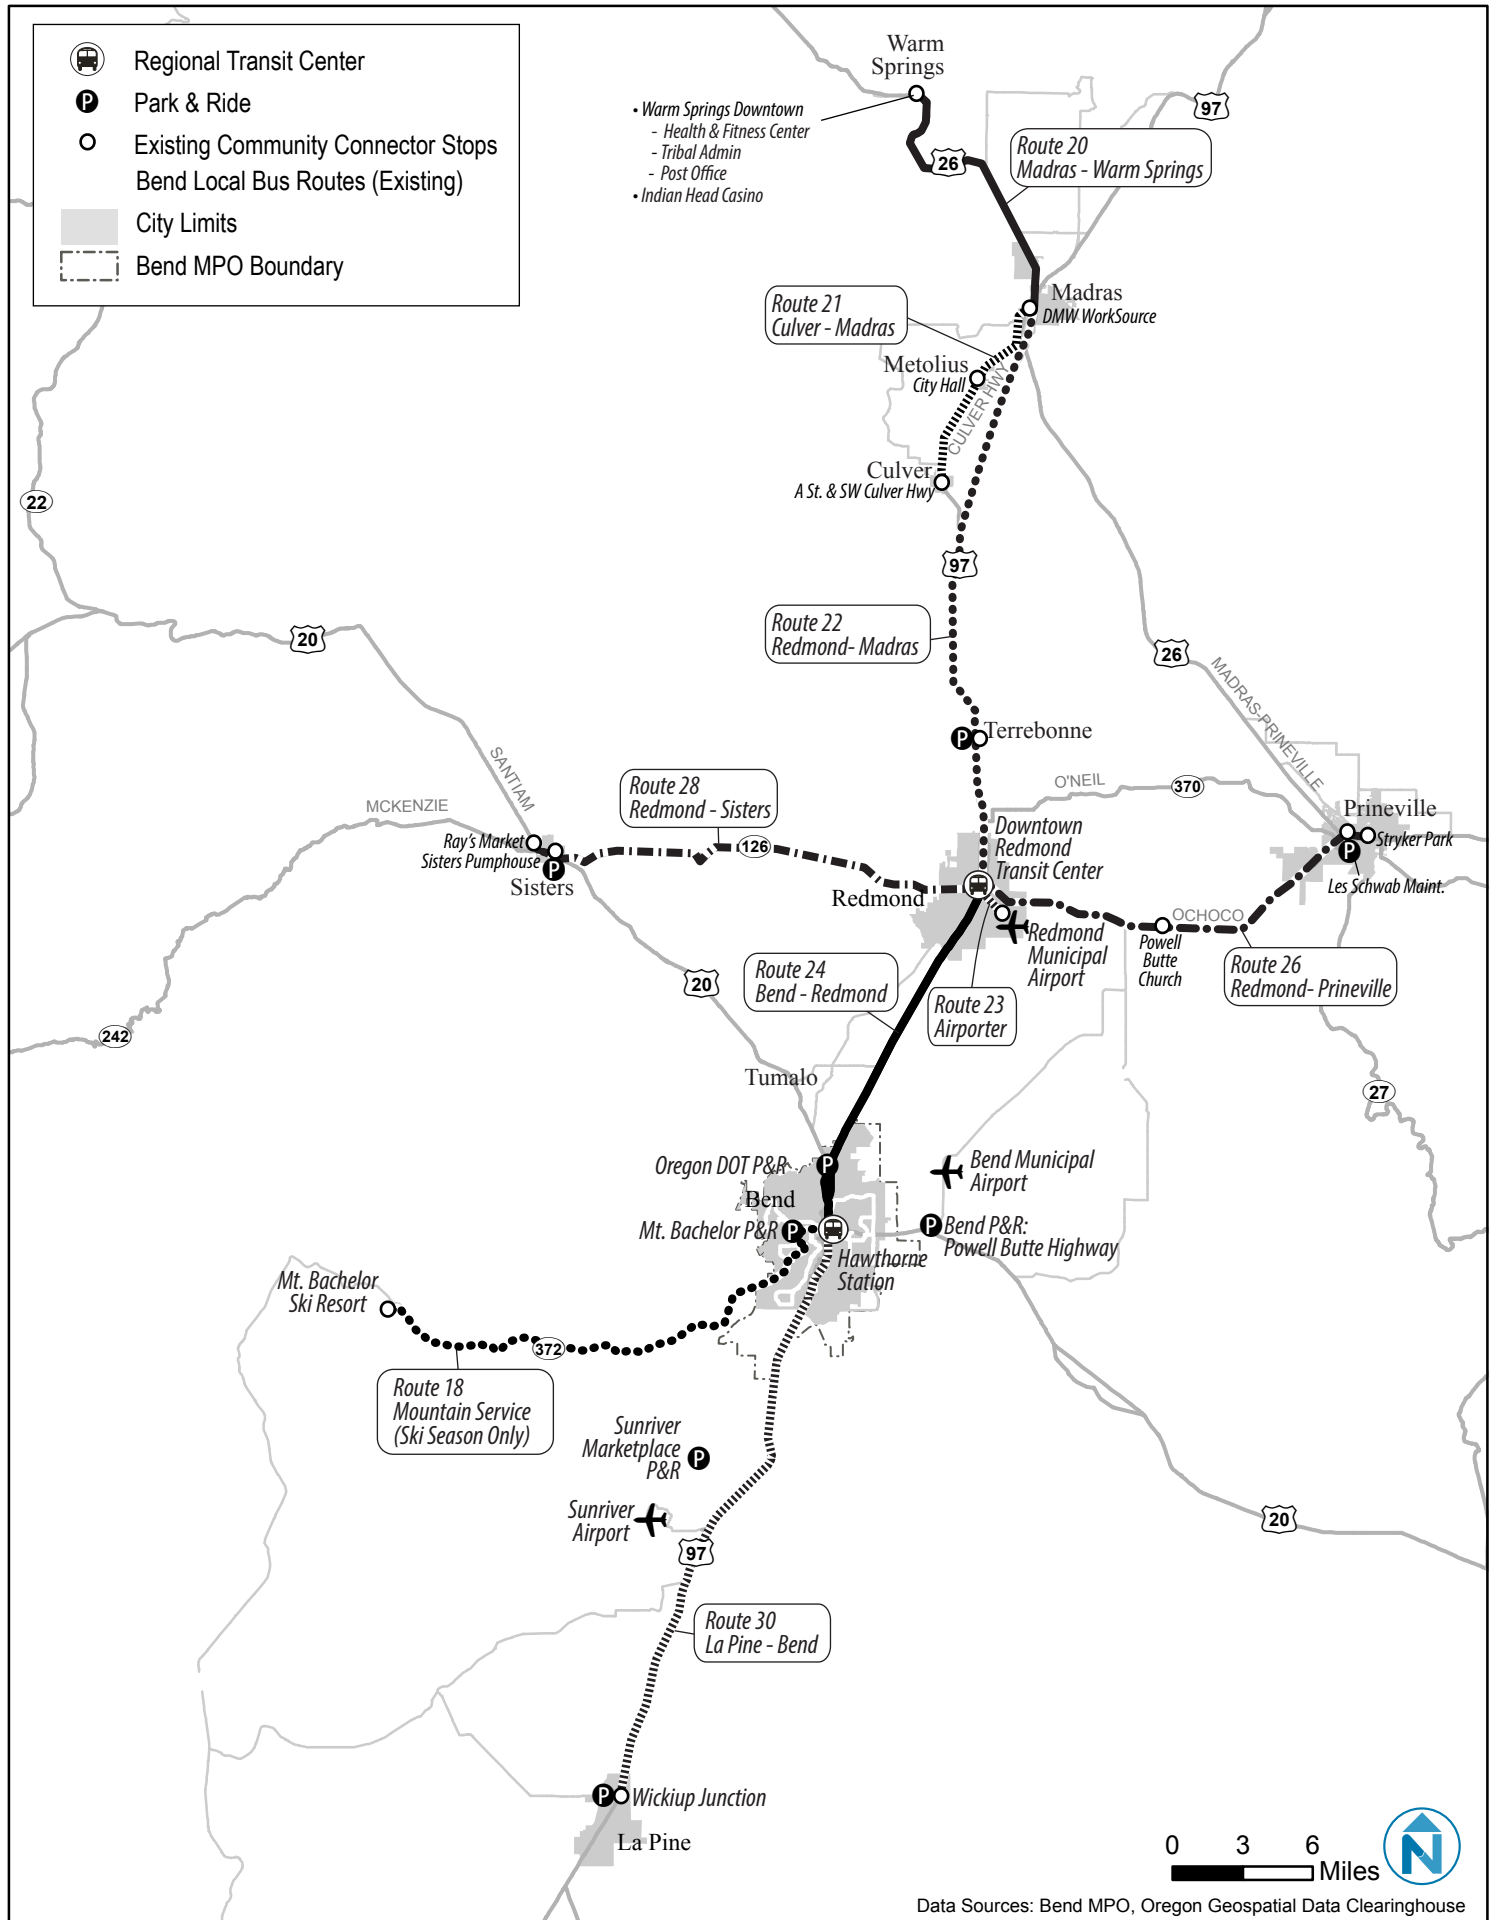 Regional Transit Center
P
Park & Ride
Existing Community Connector Stops
Bend Local Bus Routes (Existing)
City Limits
Bend MPO Boundary
Warm
Springs
• Warm Springs Downtown
- Health & Fitness Center
- Tribal Admin
- Post Office
• Indian Head Casino
97
26
Route 20
Madras - Warm Springs
Route 21
Culver - Madras
Madras
DMW WorkSource
Metolius
City Hall
CULVER HWY
Culver
A St. & SW Culver Hwy
22
97
20
Route 22
Redmond- Madras
26
MADRAS-PRINEVILLE
P
Terrebonne
SANTIAM
MCKENZIE
Route 28
Redmond - Sisters
O'NEIL
370
Prineville
Stryker Park
P
Les Schwab Maint.
Ray's Market
Sisters Pumphouse
P
Sisters
126
Downtown
Redmond
Transit Center
Redmond
Redmond
Municipal
Airport
OCHOCO
Powell
Butte
Church
Route 26
Redmond- Prineville
Route 24
Bend - Redmond
Route 23
Airporter
20
242
Tumalo
27
Oregon DOT P&R
P
Bend
Mt. Bachelor P&R
P
Hawthorne
Station
Bend Municipal
Airport
P
Bend P&R:
Powell Butte Highway
Mt. Bachelor
Ski Resort
372
Route 18
Mountain Service
(Ski Season Only)
Sunriver
Marketplace
P&R
P
Sunriver
Airport
97
20
Route 30
La Pine - Bend
P
Wickiup Junction
La Pine
0 3 6
Miles
N
Data Sources: Bend MPO, Oregon Geospatial Data Clearinghouse